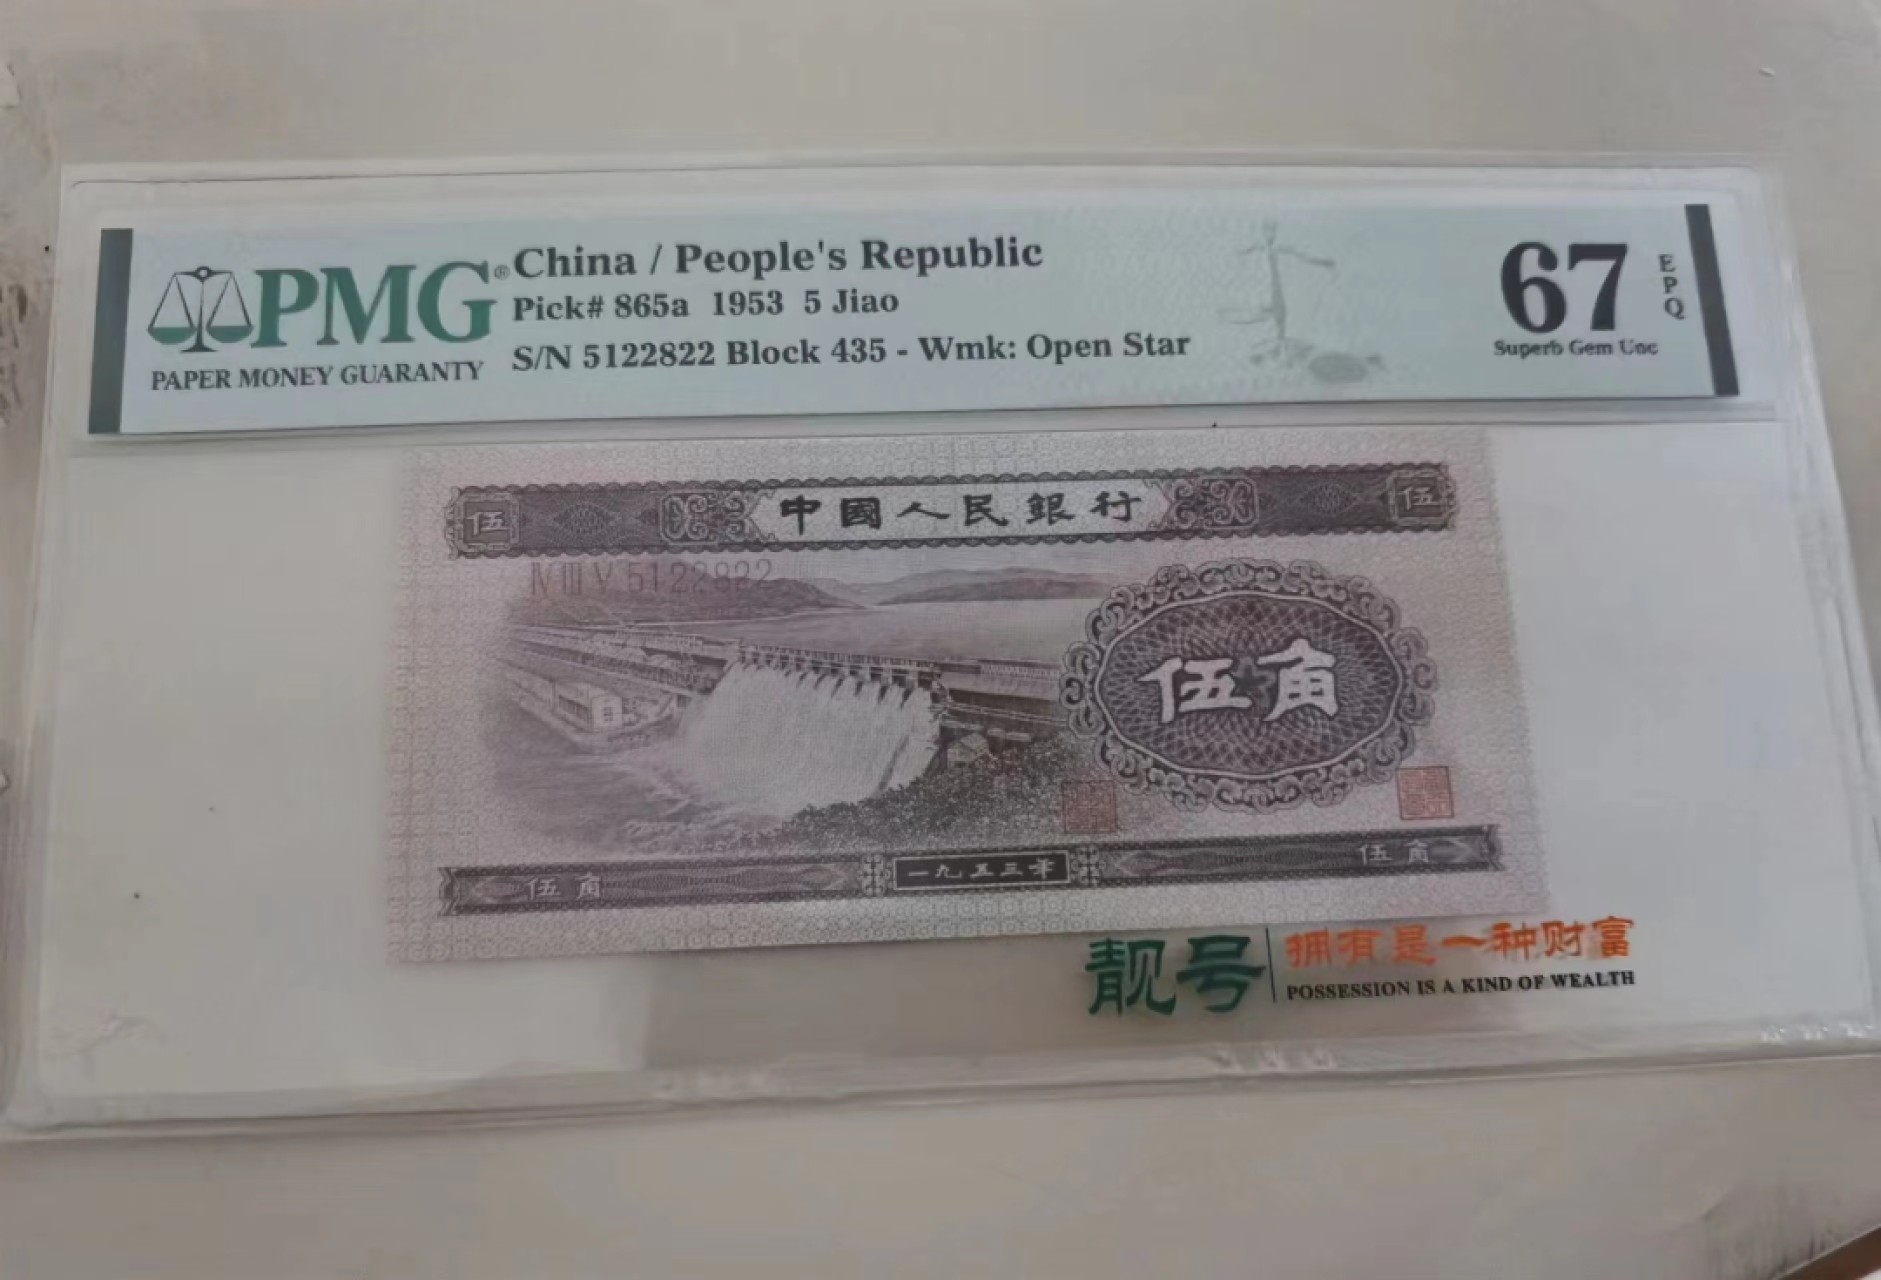 PMG®
PAPER MONEY GUARANTY
China / People's Republic
Pick# 865a 1953 5 Jiao
S/N 5122822 Block 435 - Wmk: Open Star
67
EPQ
Superb Gem Unc
伍
中國人民銀行
伍
Ⅳ Ⅲ Ⅴ 5122822
伍角
伍角
一九五三年
伍角
靓号
拥有是一种财富
POSSESSION IS A KIND OF WEALTH